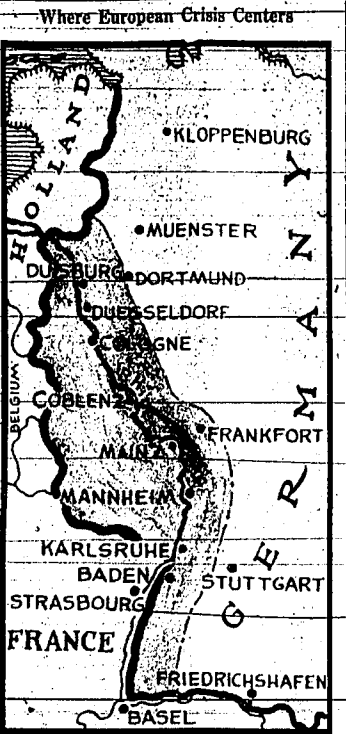 Where European Crisis Centers
HOLLAND
KLOPPENBURG
GERMANY
MUENSTER
DUISBURG
DORTMUND
DUESSELDORF
COLOGNE
COBLENZ
BELGIUM
FRANKFORT
MAINZ
MANNHEIM
KARLSRUHE
BADEN
STUTTGART
STRASBOURG
FRANCE
FRIEDRICHSHAFEN
BASEL